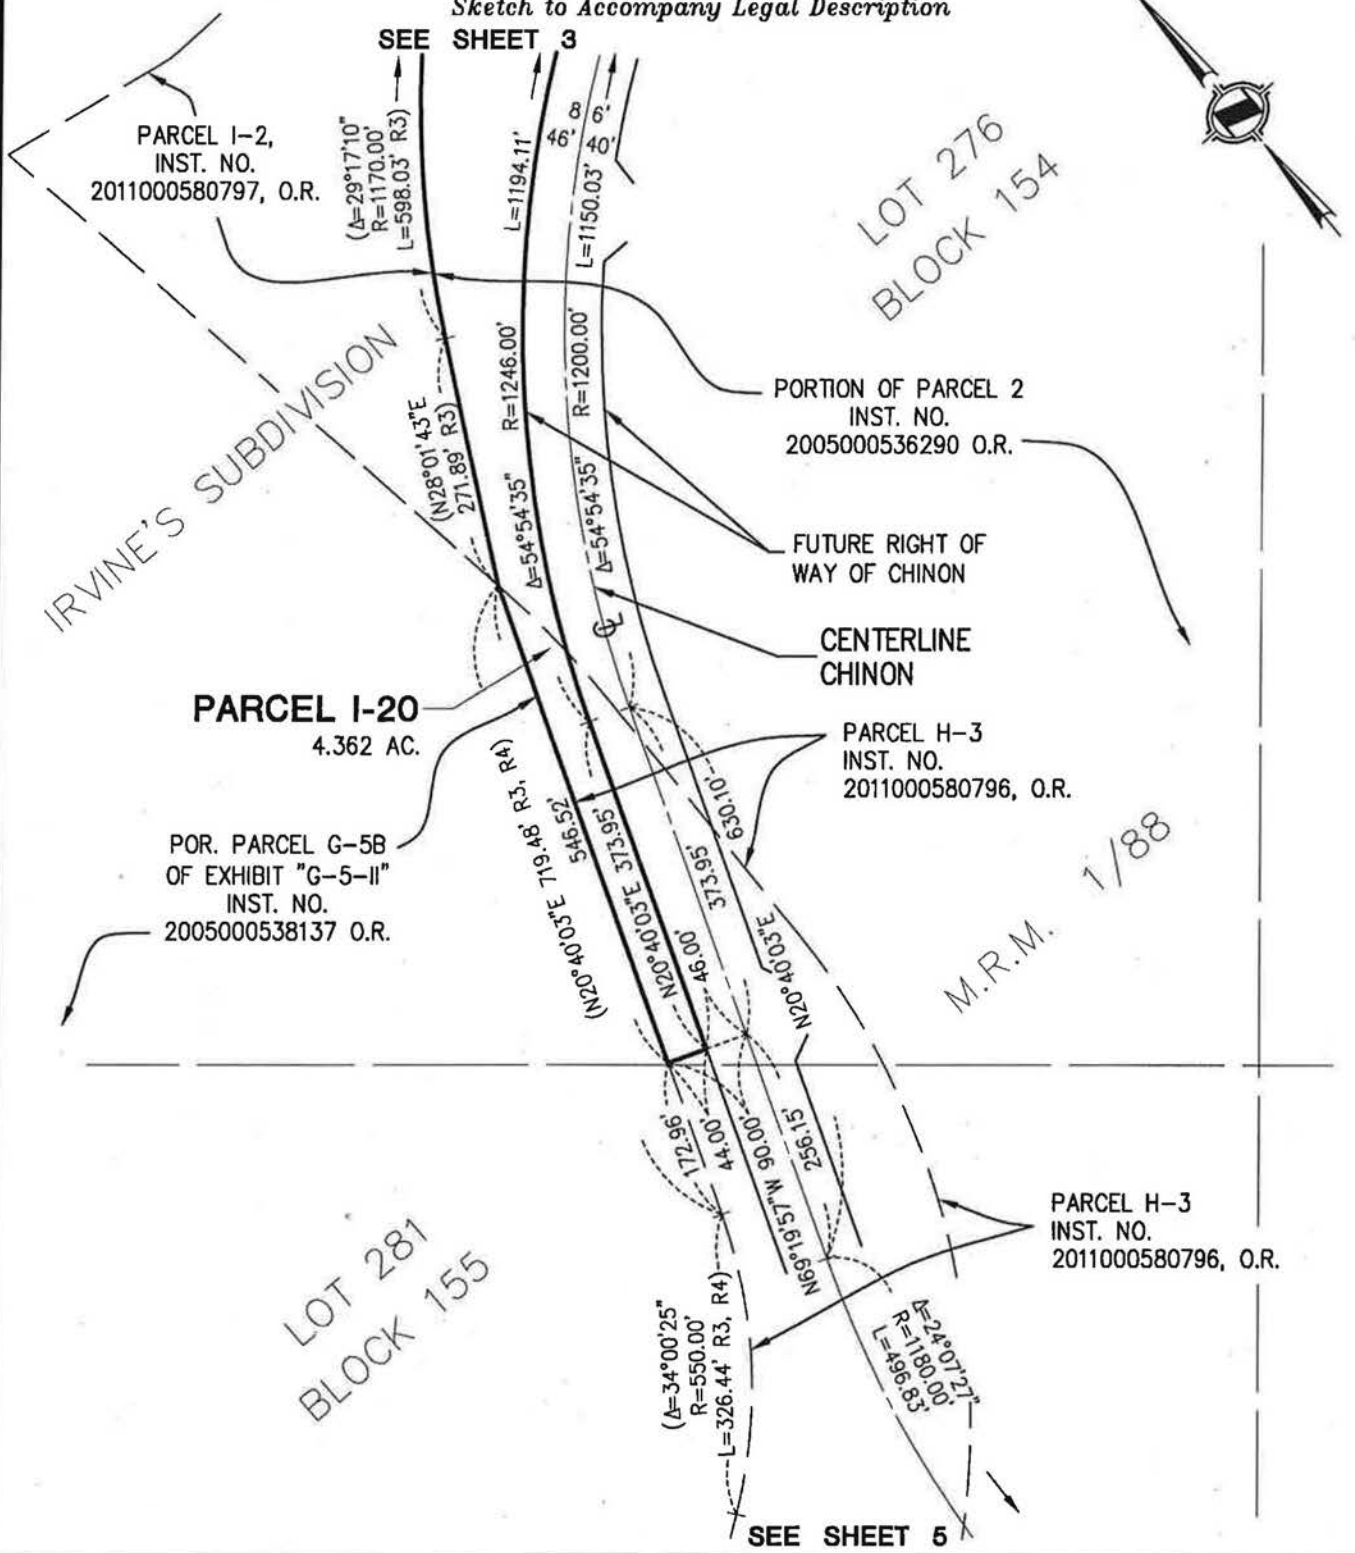 Sketch to Accompany Legal Description
SEE SHEET 3
PARCEL I-2,
INST. NO.
2011000580797, O.R.
(Δ=29°17'10"
R=1170.00'
L=598.03' R3)
L=1194.11'
8 6'
46' 40'
L=1150.03'
LOT 276
BLOCK 154
IRVINE'S SUBDIVISION
(N28°01'43"E
271.89' R3)
R=1246.00'
R=1200.00'
Δ=54°54'35"
Δ=54°54'35"
PORTION OF PARCEL 2
INST. NO.
2005000536290 O.R.
FUTURE RIGHT OF
WAY OF CHINON
CENTERLINE
CHINON
℄
PARCEL I-20
4.362 AC.
PARCEL H-3
INST. NO.
2011000580796, O.R.
POR. PARCEL G-5B
OF EXHIBIT "G-5-II"
INST. NO.
2005000538137 O.R.
(N20°40'03"E 719.48' R3, R4)
546.52'
N20°40'03"E 373.95'
46.00'
373.95'
630.10'
N20°40'03"E
M.R.M. 1/88
172.96'
44.00'
N69°19'57"W 90.00'
256.15'
LOT 281
BLOCK 155
PARCEL H-3
INST. NO.
2011000580796, O.R.
(Δ=34°00'25"
R=550.00'
L=326.44' R3, R4)
Δ=24°07'27"
R=1180.00'
L=496.83'
SEE SHEET 5